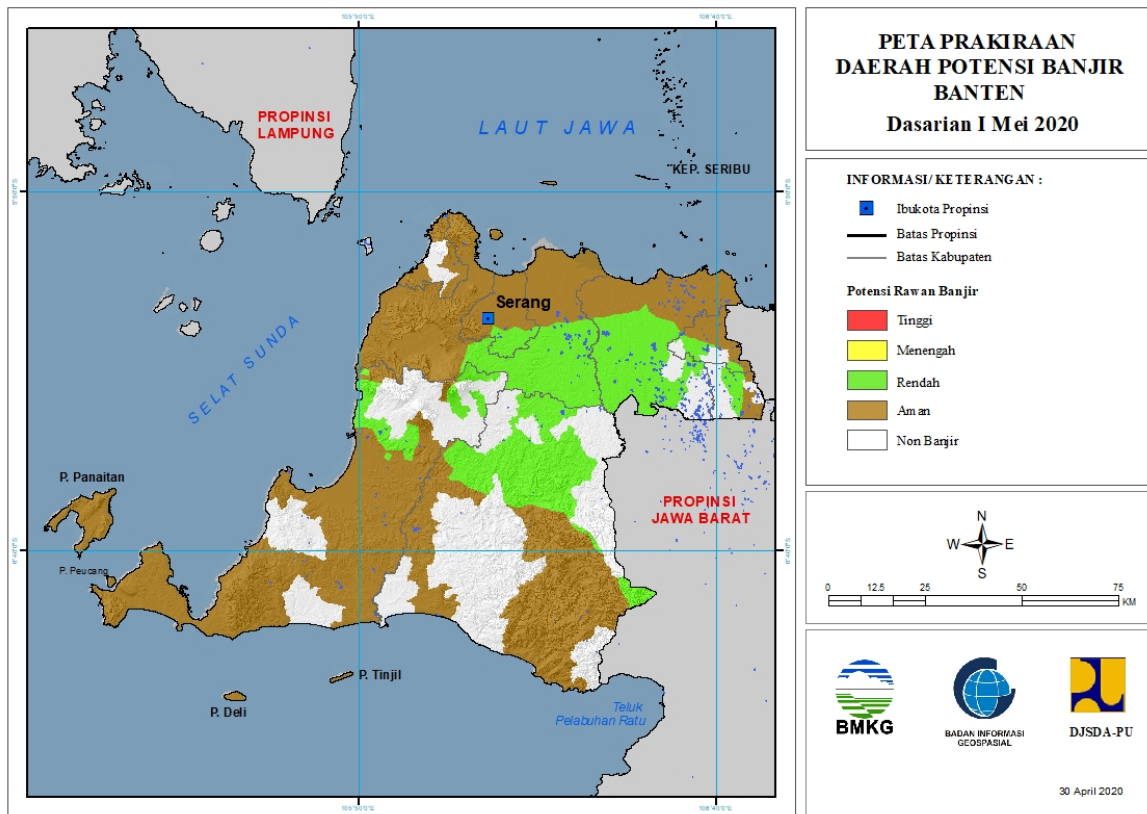 PETA PRAKIRAAN
DAERAH POTENSI BANJIR
BANTEN
Dasarian I Mei 2020
INFORMASI/ KETERANGAN :
Ibukota Propinsi
Batas Propinsi
Batas Kabupaten
Potensi Rawan Banjir
Tinggi
Menengah
Rendah
Aman
Non Banjir
PROPINSI
LAMPUNG
LAUT JAWA
KEP. SERIBU
Serang
SELAT SUNDA
P. Panaitan
P. Peucang
PROPINSI
JAWA BARAT
P. Tinjil
P. Deli
Teluk
Pelabuhan Ratu
N
W E
S
0 12.5 25 50 75
KM
BMKG
BADAN INFORMASI
GEOSPASIAL
DJSDA-PU
30 April 2020